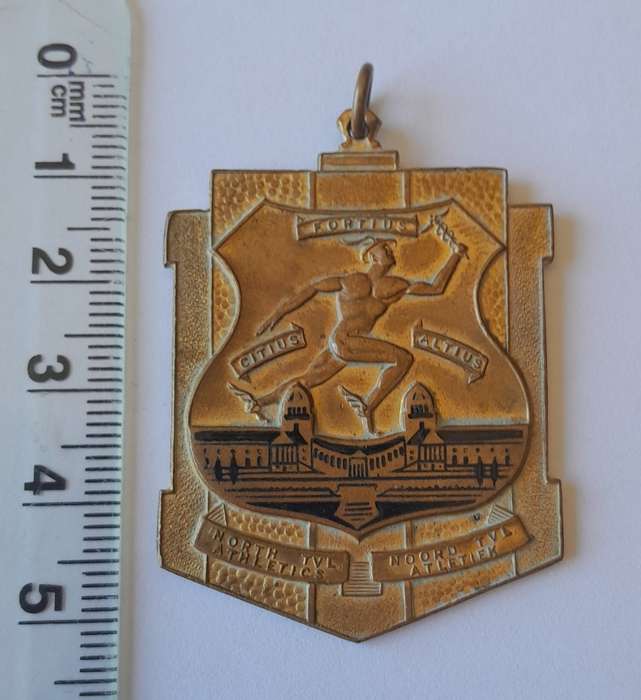 0
mm
cm
1
2
3
4
5
FORTIUS
CITIUS
ALTIUS
NORTH TVL
ATHLETICS
NOORD TVL
ATLETIEK